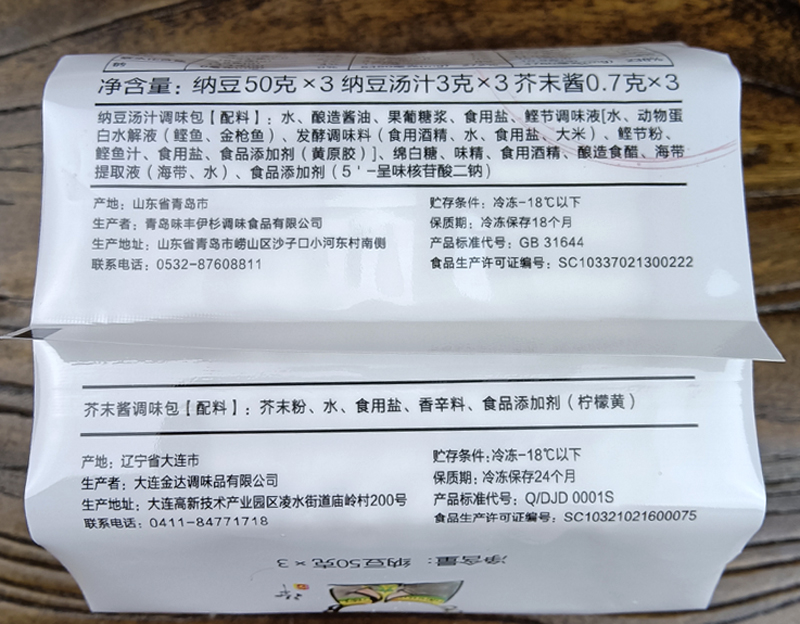 净含量：纳豆50克×3 纳豆汤汁3克×3 芥末酱0.7克×3
纳豆汤汁调味包【配料】：水、酿造酱油、果葡糖浆、食用盐、鲣节调味液[水、动物蛋
白水解液（鲣鱼、金枪鱼）、发酵调味料（食用酒精、水、食用盐、大米）、鲣节粉、
鲣鱼汁、食用盐、食品添加剂（黄原胶）]、绵白糖、味精、食用酒精、酿造食醋、海带
提取液（海带、水）、食品添加剂（5＇-呈味核苷酸二钠）
产地：山东省青岛市
生产者：青岛味丰伊杉调味食品有限公司
生产地址：山东省青岛市崂山区沙子口小河东村南侧
联系电话：0532-87608811
贮存条件：冷冻-18℃以下
保质期：冷冻保存18个月
产品标准代号：GB 31644
食品生产许可证编号：SC10337021300222
芥末酱调味包【配料】：芥末粉、水、食用盐、香辛料、食品添加剂（柠檬黄）
产地：辽宁省大连市
生产者：大连金达调味品有限公司
生产地址：大连高新技术产业园区凌水街道庙岭村200号
联系电话：0411-84771718
贮存条件：冷冻-18℃以下
保质期：冷冻保存24个月
产品标准代号：Q/DJD 0001S
食品生产许可证编号：SC10321021600075
净含量：纳豆50克×3